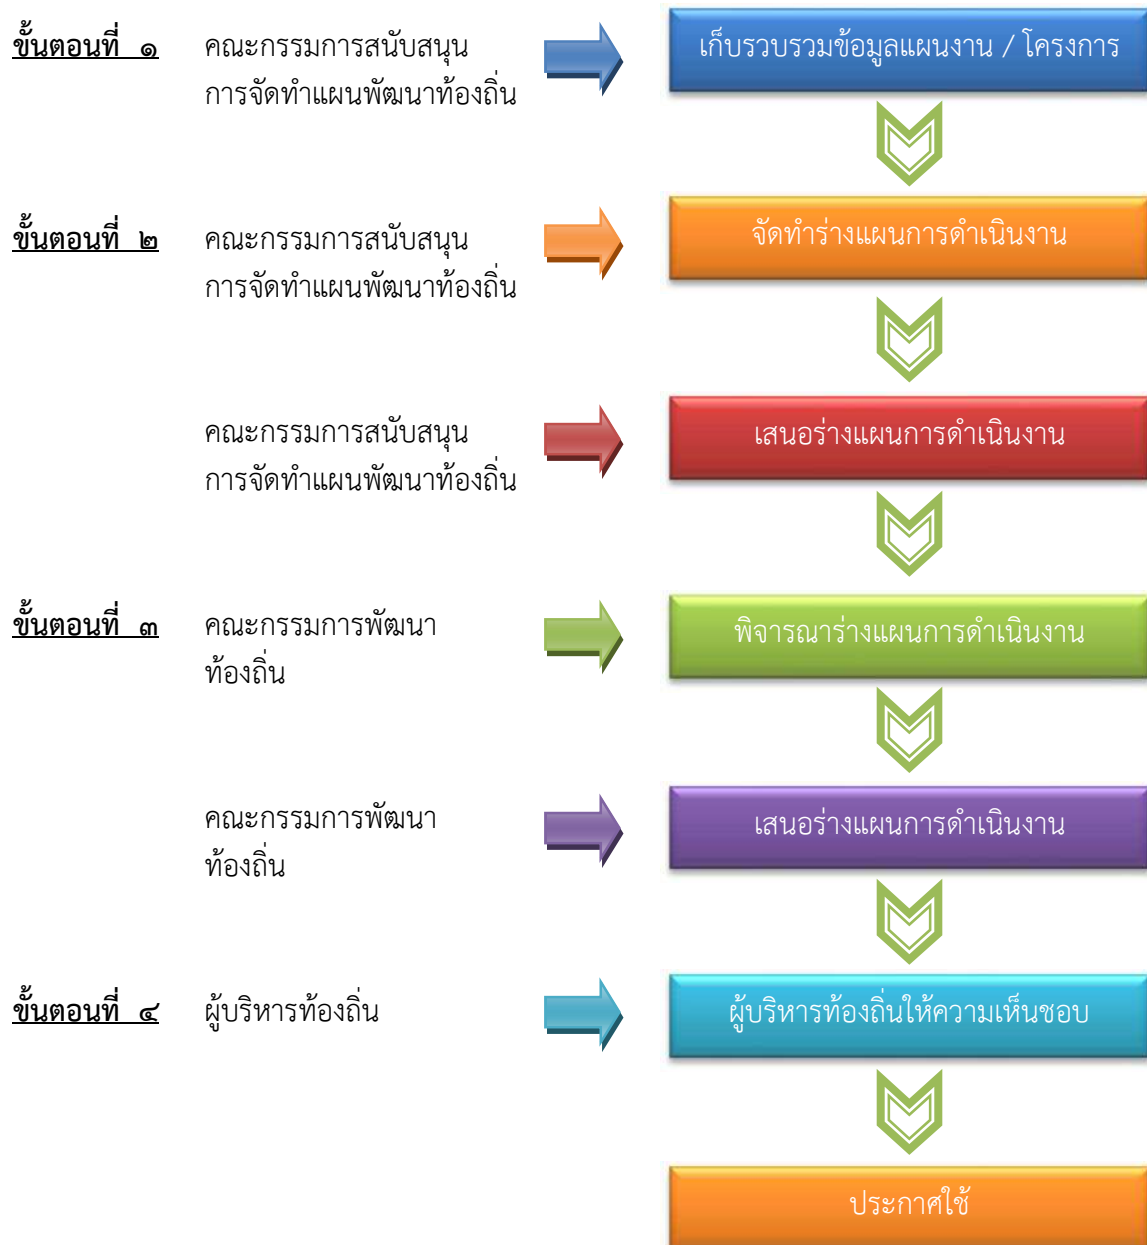 ขั้นตอนที่ ๑ คณะกรรมการสนับสนุน
การจัดทำแผนพัฒนาท้องถิ่น
เก็บรวบรวมข้อมูลแผนงาน / โครงการ
ขั้นตอนที่ ๒ คณะกรรมการสนับสนุน
การจัดทำแผนพัฒนาท้องถิ่น
จัดทำร่างแผนการดำเนินงาน
คณะกรรมการสนับสนุน
การจัดทำแผนพัฒนาท้องถิ่น
เสนอร่างแผนการดำเนินงาน
ขั้นตอนที่ ๓ คณะกรรมการพัฒนา
ท้องถิ่น
พิจารณาร่างแผนการดำเนินงาน
คณะกรรมการพัฒนา
ท้องถิ่น
เสนอร่างแผนการดำเนินงาน
ขั้นตอนที่ ๔ ผู้บริหารท้องถิ่น
ผู้บริหารท้องถิ่นให้ความเห็นชอบ
ประกาศใช้